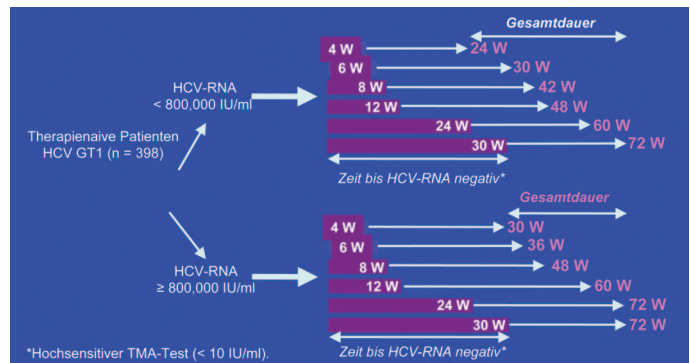 Gesamtdauer
4 W 24 W
6 W 30 W
8 W 42 W
12 W 48 W
24 W 60 W
30 W 72 W
Zeit bis HCV-RNA negativ*
HCV-RNA
< 800,000 IU/ml
Therapienaive Patienten
HCV GT1 (n = 398)
HCV-RNA
≥ 800,000 IU/ml
Gesamtdauer
4 W 30 W
6 W 36 W
8 W 48 W
12 W 60 W
24 W 72 W
30 W 72 W
Zeit bis HCV-RNA negativ*
*Hochsensitiver TMA-Test (< 10 IU/ml).